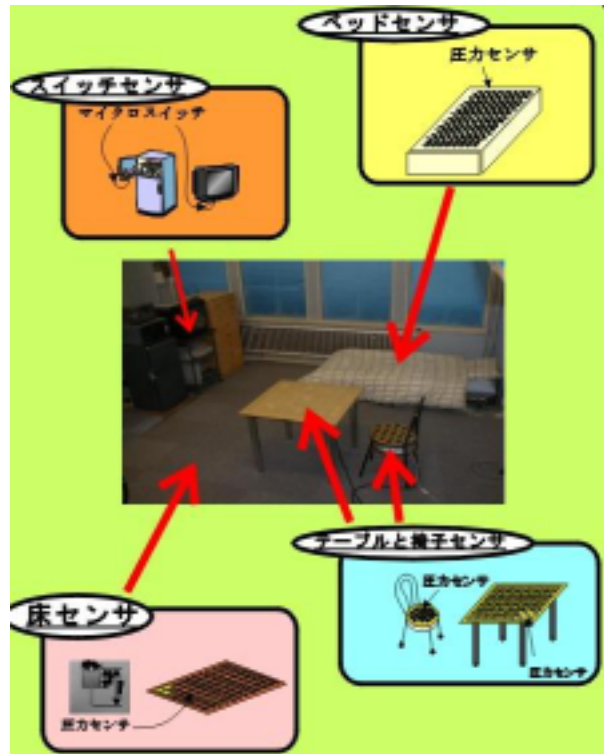 ベッドセンサ
圧力センサ
スイッチセンサ
マイクロスイッチ
テーブルと椅子センサ
圧力センサ
圧力センサ
床センサ
圧力センサ